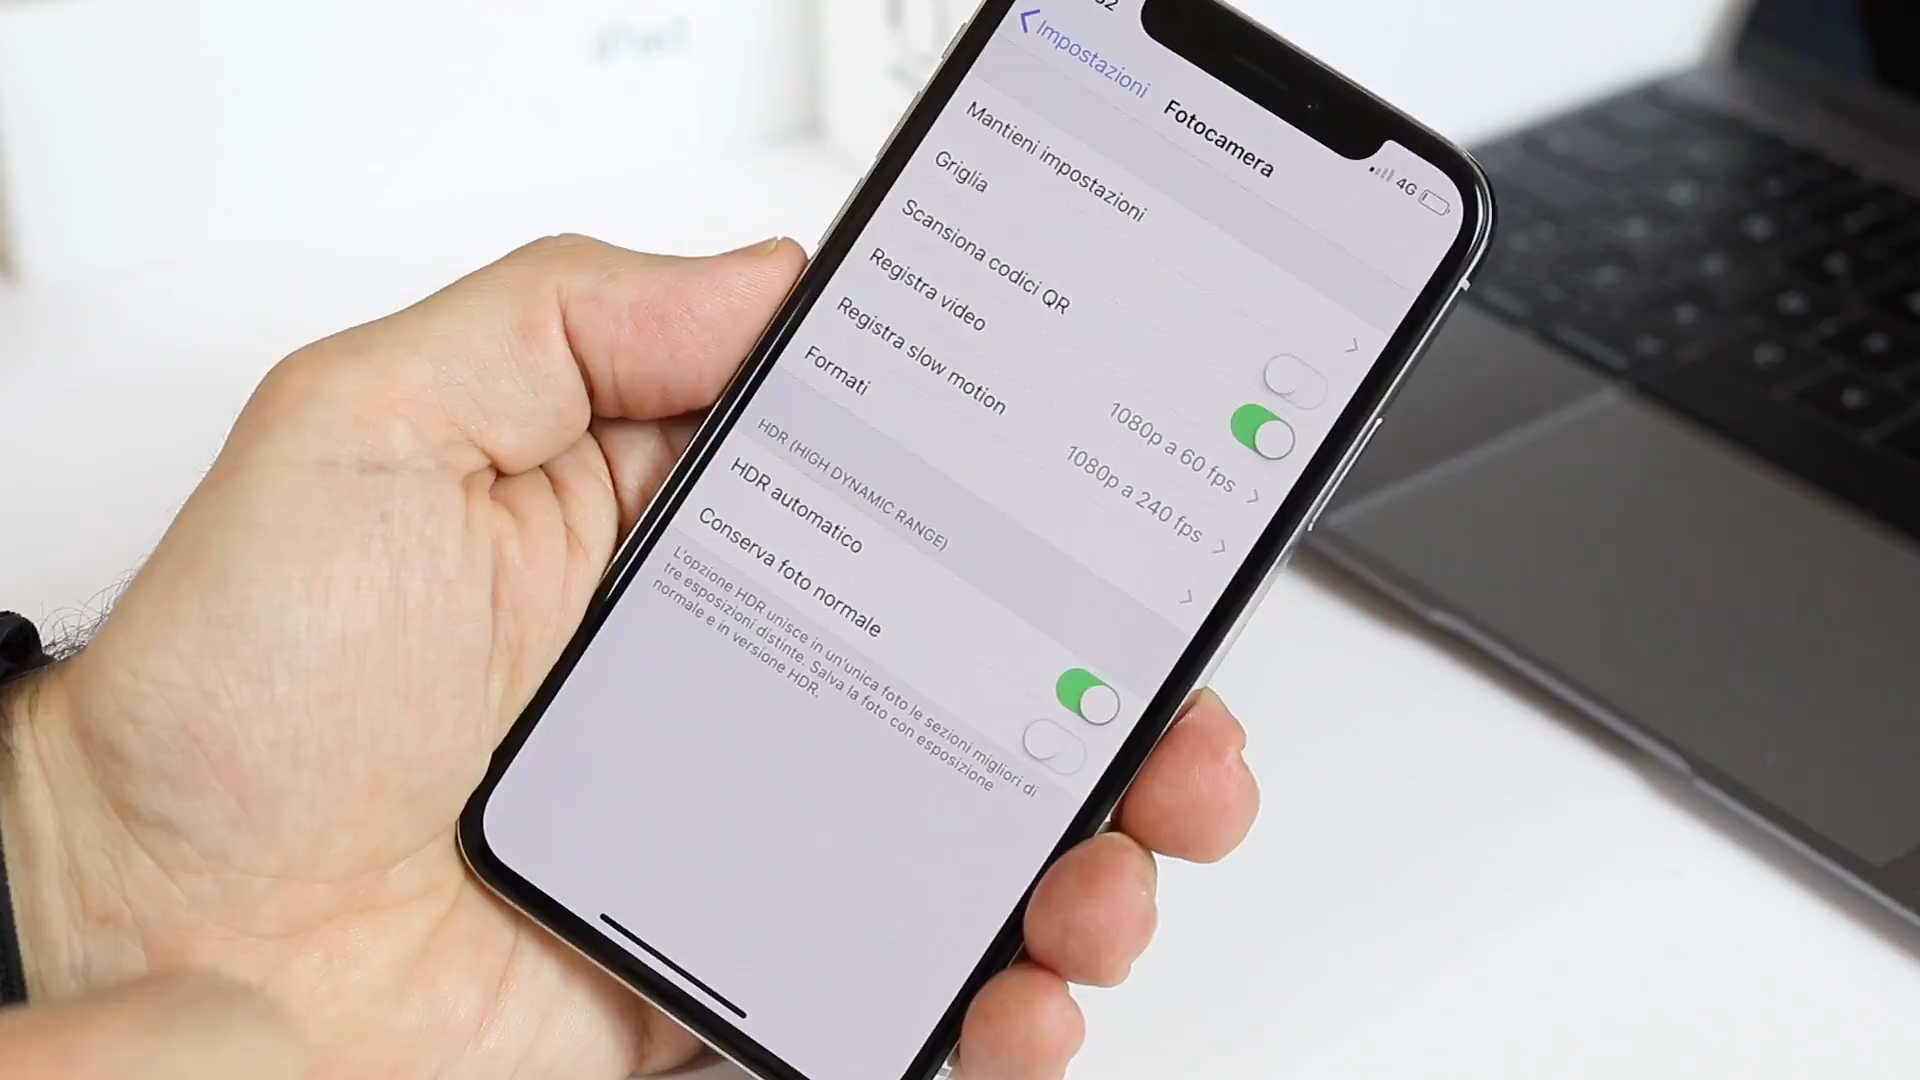 Impostazioni
Fotocamera
4G
Mantieni impostazioni
Griglia
Scansiona codici QR
Registra video 1080p a 60 fps
Registra slow motion 1080p a 240 fps
Formati
HDR (HIGH DYNAMIC RANGE)
HDR automatico
Conserva foto normale
L'opzione HDR unisce in un'unica foto le sezioni migliori di
tre esposizioni distinte. Salva la foto con esposizione
normale e in versione HDR.